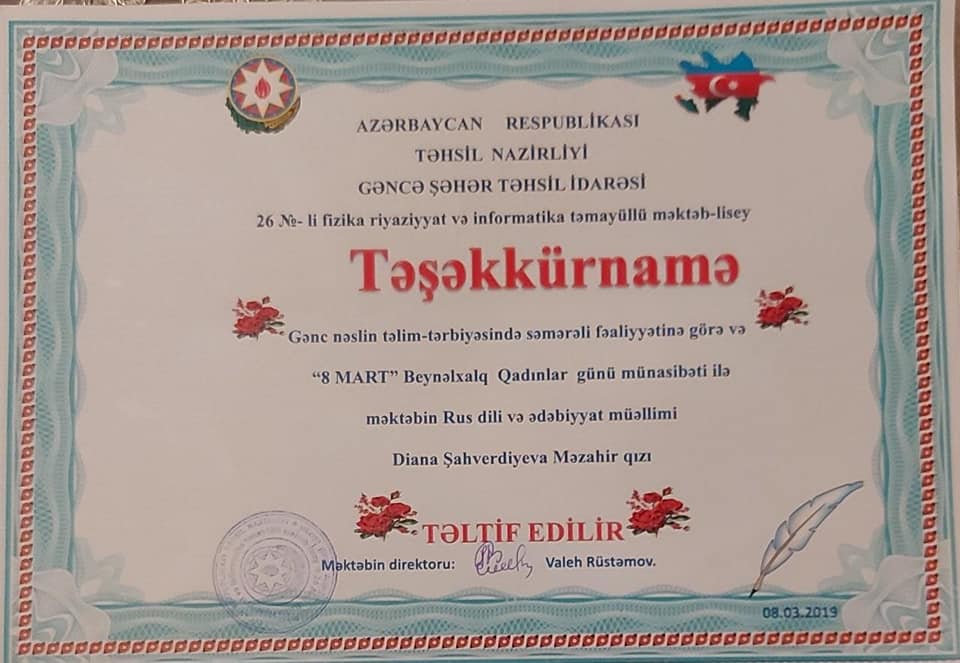 AZƏRBAYCAN RESPUBLİKASI
TƏHSİL NAZİRLİYİ
GƏNCƏ ŞƏHƏR TƏHSİL İDARƏSİ
26 №- li fizika riyaziyyat və informatika təmayüllü məktəb-lisey
Təşəkkürnamə
Gənc nəslin təlim-tərbiyəsində səmərəli fəaliyyətinə görə və
“8 MART” Beynəlxalq Qadınlar günü münasibəti ilə
məktəbin Rus dili və ədəbiyyat müəllimi
Diana Şahverdiyeva Məzahir qızı
TƏLTİF EDİLİR
Məktəbin direktoru: Valeh Rüstəmov.
08.03.2019